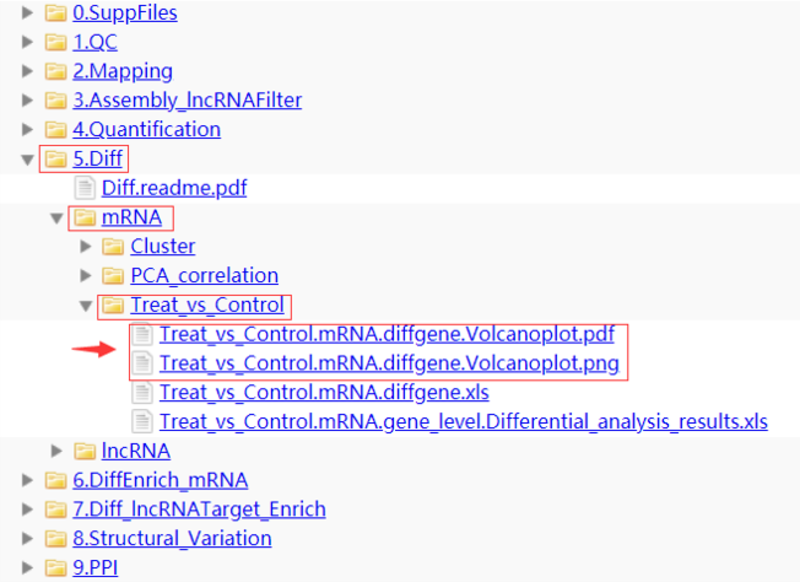 0.SuppFiles
1.QC
2.Mapping
3.Assembly_lncRNAFilter
4.Quantification
5.Diff
Diff.readme.pdf
mRNA
Cluster
PCA_correlation
Treat_vs_Control
Treat_vs_Control.mRNA.diffgene.Volcanoplot.pdf
Treat_vs_Control.mRNA.diffgene.Volcanoplot.png
Treat_vs_Control.mRNA.diffgene.xls
Treat_vs_Control.mRNA.gene_level.Differential_analysis_results.xls
lncRNA
6.DiffEnrich_mRNA
7.Diff_lncRNATarget_Enrich
8.Structural_Variation
9.PPI